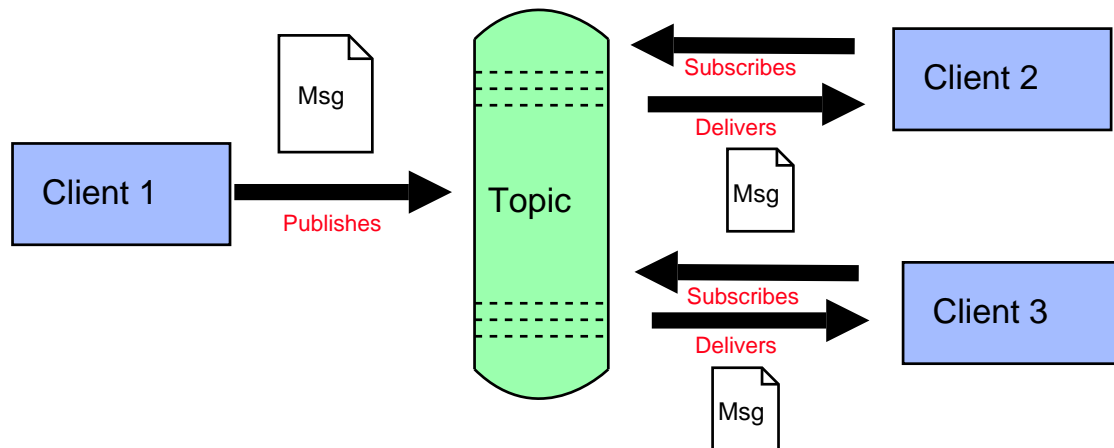 Msg
Client 1
Publishes
Topic
Subscribes
Delivers
Client 2
Msg
Subscribes
Delivers
Client 3
Msg